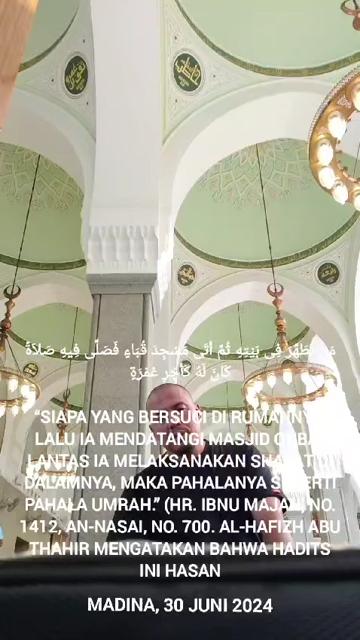 مَنْ تَطَهَّرَ فِى بَيْتِهِ ثُمَّ أَتَى مَسْجِدَ قُبَاءٍ فَصَلَّى فِيهِ صَلاَةً
كَانَ لَهُ كَأَجْرِ عُمْرَةٍ
“SIAPA YANG BERSUCI DI RUMAHNYA,
LALU IA MENDATANGI MASJID QUBA,
LANTAS IA MELAKSANAKAN SHALAT DI
DALAMNYA, MAKA PAHALANYA SEPERTI
PAHALA UMRAH.” (HR. IBNU MAJAH, NO.
1412, AN-NASAI, NO. 700. AL-HAFIZH ABU
THAHIR MENGATAKAN BAHWA HADITS
INI HASAN
MADINA, 30 JUNI 2024